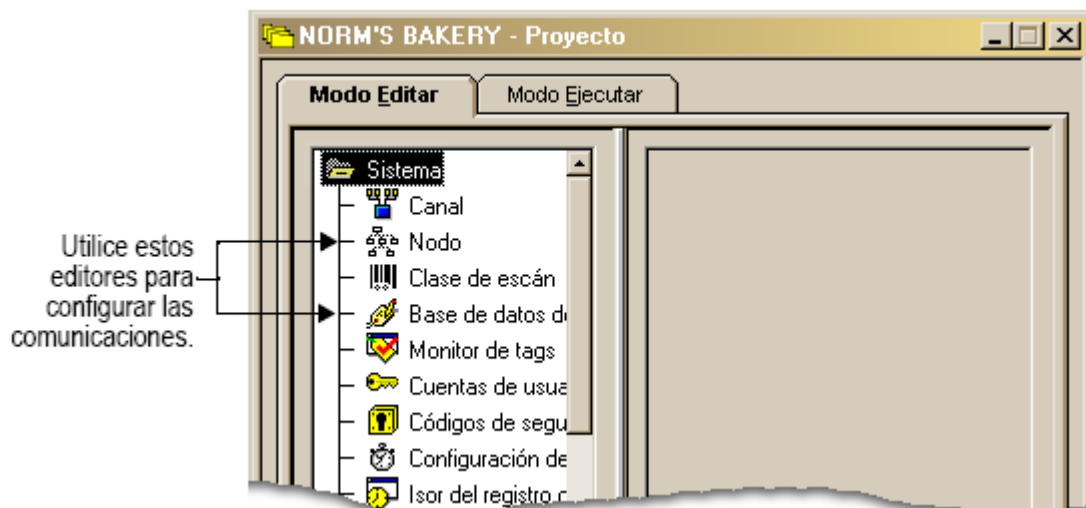 NORM'S BAKERY - Proyecto
Modo Editar
Modo Ejecutar
Sistema
Canal
Nodo
Clase de escán
Base de datos de
Monitor de tags
Cuentas de usua
Códigos de segu
Configuración de
Isor del registro
Utilice estos
editores para
configurar las
comunicaciones.